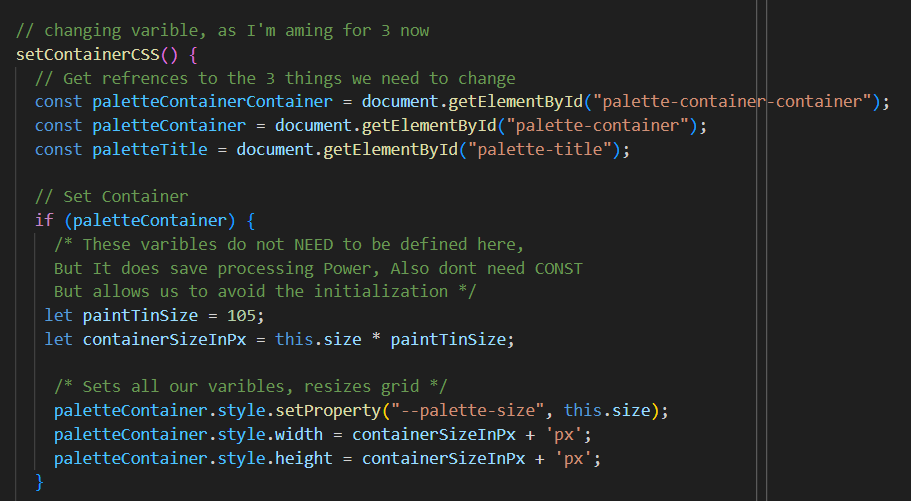 // changing varible, as I'm aming for 3 now
setContainerCSS() {
// Get refrences to the 3 things we need to change
const paletteContainerContainer = document.getElementById("palette-container-container");
const paletteContainer = document.getElementById("palette-container");
const paletteTitle = document.getElementById("palette-title");
// Set Container
if (paletteContainer) {
/* These varibles do not NEED to be defined here,
But It does save processing Power, Also dont need CONST
But allows us to avoid the initialization */
let paintTinSize = 105;
let containerSizeInPx = this.size * paintTinSize;
/* Sets all our varibles, resizes grid */
paletteContainer.style.setProperty("--palette-size", this.size);
paletteContainer.style.width = containerSizeInPx + 'px';
paletteContainer.style.height = containerSizeInPx + 'px';
}